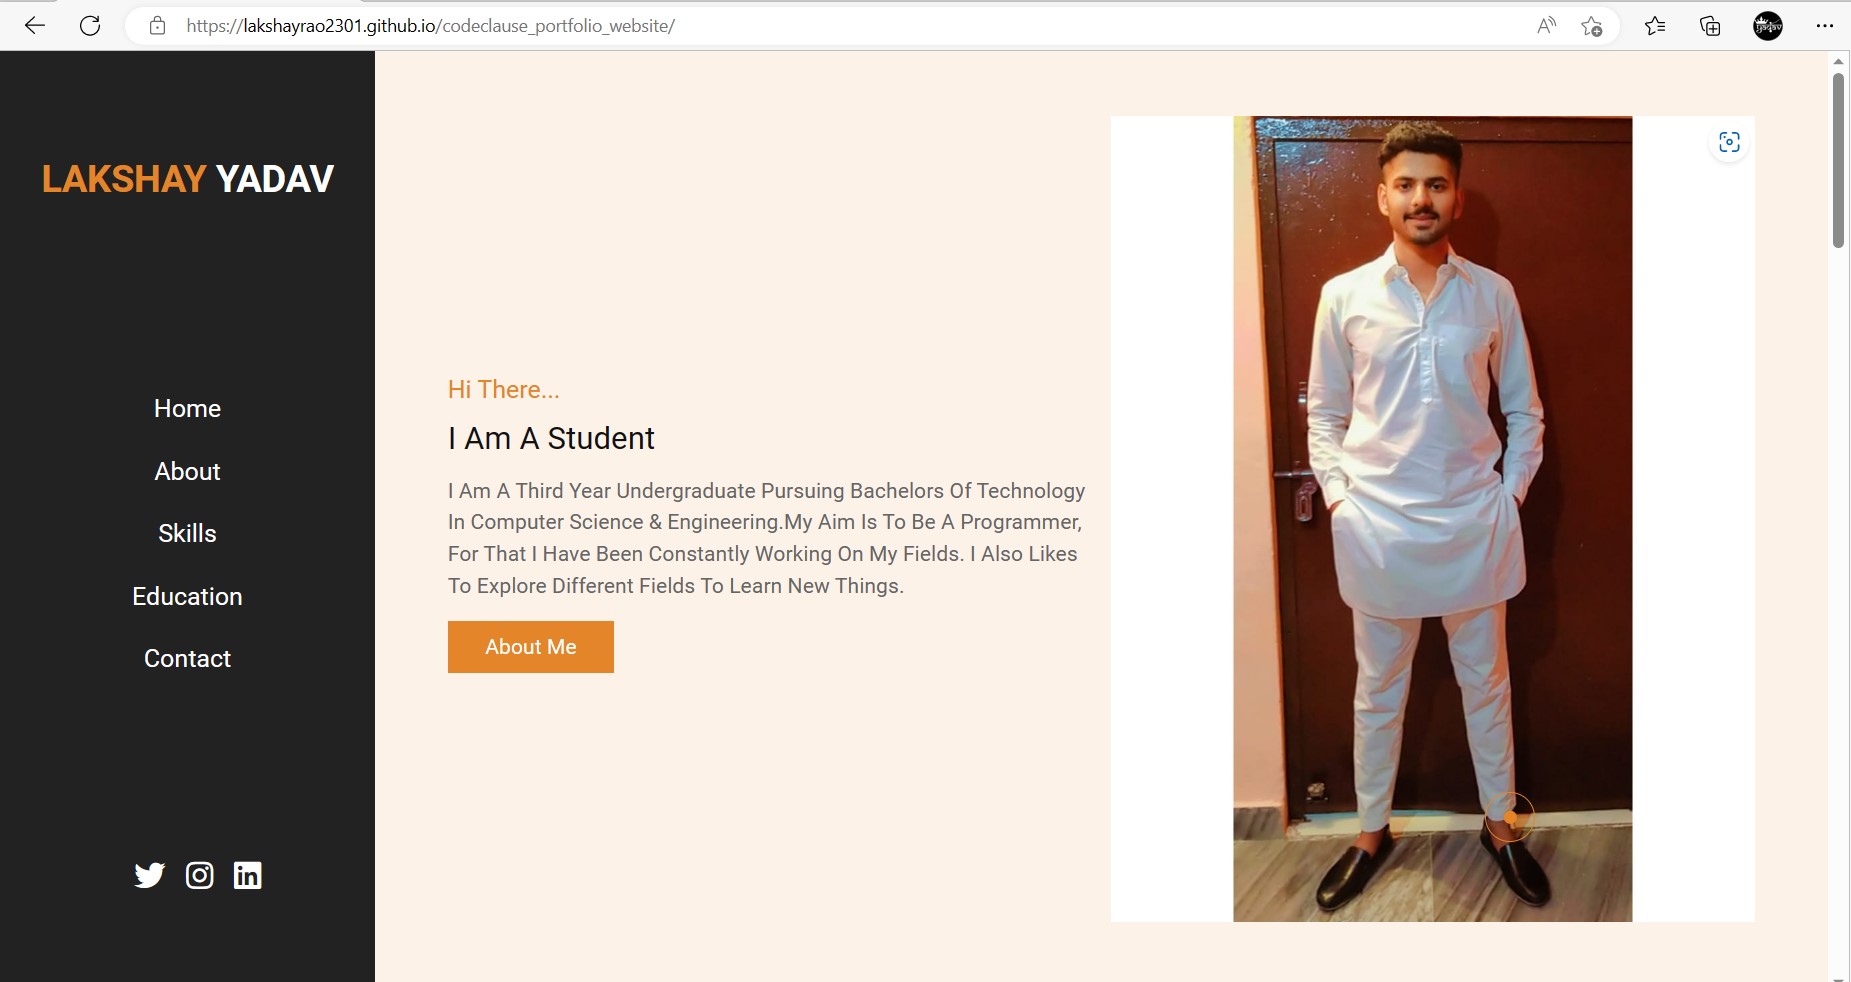 https://lakshayrao2301.github.io/codeclause_portfolio_website/
LAKSHAY YADAV
Home
About
Skills
Education
Contact
Hi There...
I Am A Student
I Am A Third Year Undergraduate Pursuing Bachelors Of Technology
In Computer Science & Engineering.My Aim Is To Be A Programmer,
For That I Have Been Constantly Working On My Fields. I Also Likes
To Explore Different Fields To Learn New Things.
About Me